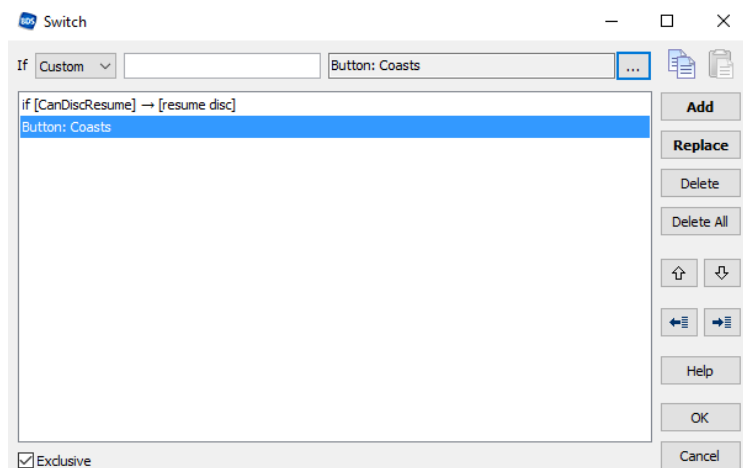 BDS Switch
If Custom Button: Coasts ...
if [CanDiscResume] → [resume disc]
Button: Coasts
Add
Replace
Delete
Delete All
Help
OK
Exclusive
Cancel